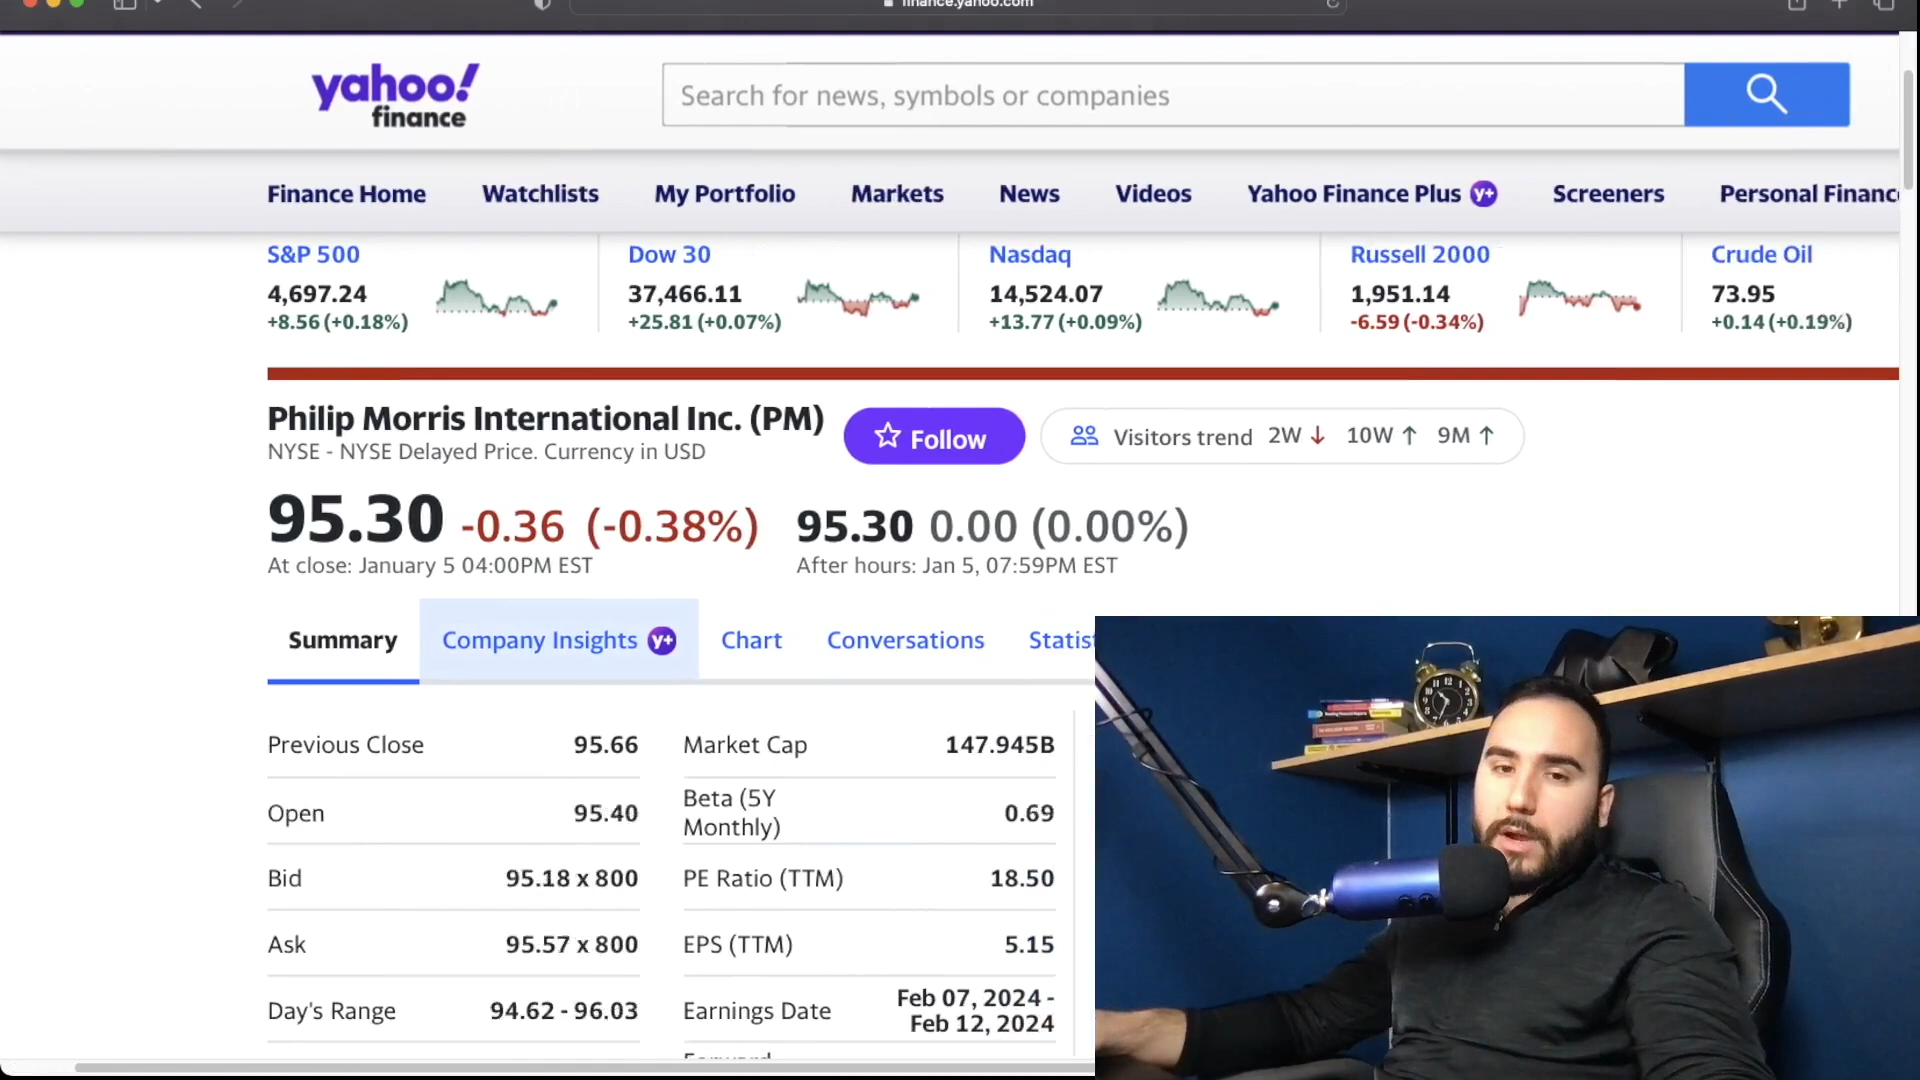 finance.yahoo.com
yahoo!
finance
Search for news, symbols or companies
Finance Home Watchlists My Portfolio Markets News Videos Yahoo Finance Plus y+ Screeners Personal Financ
S&P 500
4,697.24
+8.56 (+0.18%)
Dow 30
37,466.11
+25.81 (+0.07%)
Nasdaq
14,524.07
+13.77 (+0.09%)
Russell 2000
1,951.14
-6.59 (-0.34%)
Crude Oil
73.95
+0.14 (+0.19%)
Philip Morris International Inc. (PM)
NYSE - NYSE Delayed Price. Currency in USD
Follow
Visitors trend 2W ↓ 10W ↑ 9M ↑
95.30 -0.36 (-0.38%)
At close: January 5 04:00PM EST
95.30 0.00 (0.00%)
After hours: Jan 5, 07:59PM EST
Summary Company Insights y+ Chart Conversations Statist
Previous Close 95.66
Open 95.40
Bid 95.18 x 800
Ask 95.57 x 800
Day's Range 94.62 - 96.03
Market Cap 147.945B
Beta (5Y
Monthly) 0.69
PE Ratio (TTM) 18.50
EPS (TTM) 5.15
Earnings Date Feb 07, 2024 -
Feb 12, 2024
Forward